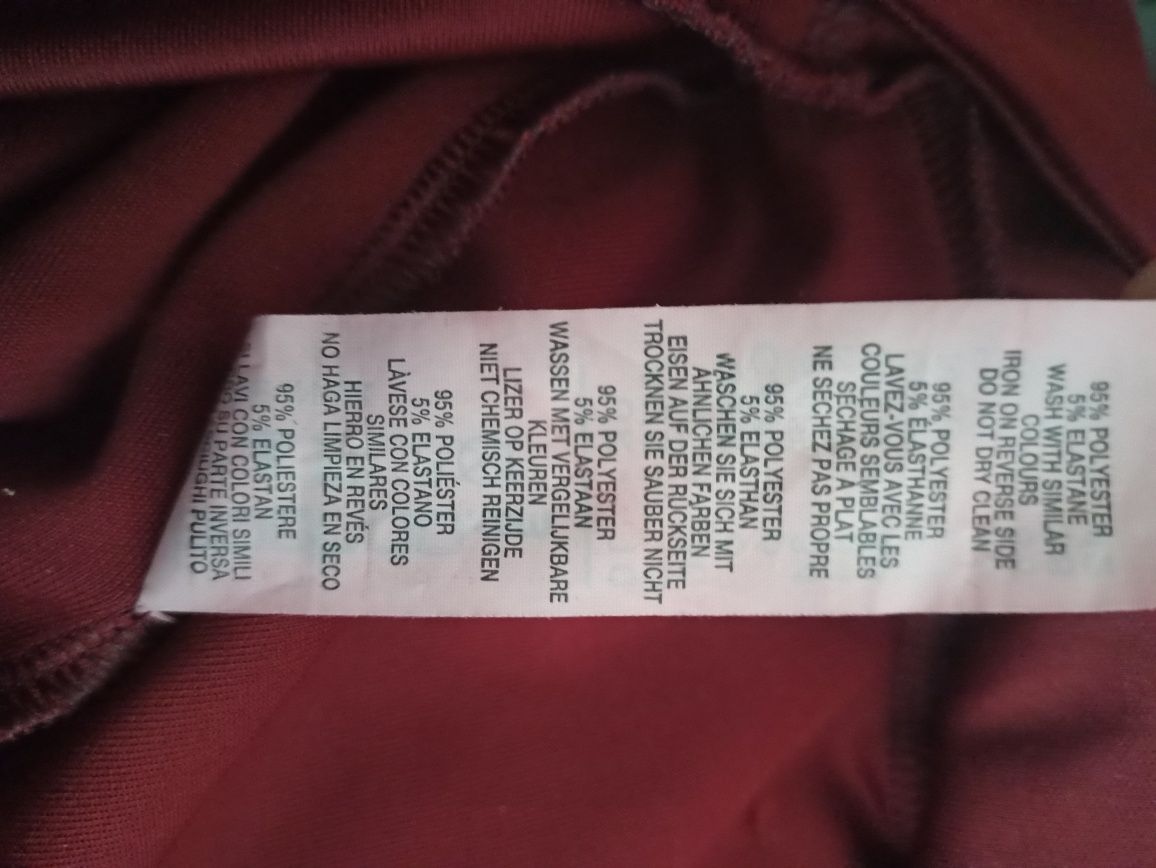 95% POLYESTER
5% ELASTANE
WASH WITH SIMILAR
COLOURS
IRON ON REVERSE SIDE
DO NOT DRY CLEAN
95% POLYESTER
5% ÉLASTHANNE
LAVEZ-VOUS AVEC LES
COULEURS SEMBLABLES
SÉCHAGE À PLAT
NE SÉCHEZ PAS PROPRE
95% POLYESTER
5% ELASTHAN
WASCHEN SIE SICH MIT
ÄHNLICHEN FARBEN
EISEN AUF DER RÜCKSEITE
TROCKNEN SIE SAUBER NICHT
95% POLYESTER
5% ELASTAAN
WASSEN MET VERGELIJKBARE
KLEUREN
LIZER OP KEERZIJDE
NIET CHEMISCH REINIGEN
95% POLIÉSTER
5% ELASTANO
LÀVESE CON COLORES
SIMILARES
HIERRO EN REVÉS
NO HAGA LIMPIEZA EN SECO
95% POLIESTERE
5% ELASTAN
LAVI CON COLORI SIMILI
SU PARTE INVERSA
PULITO